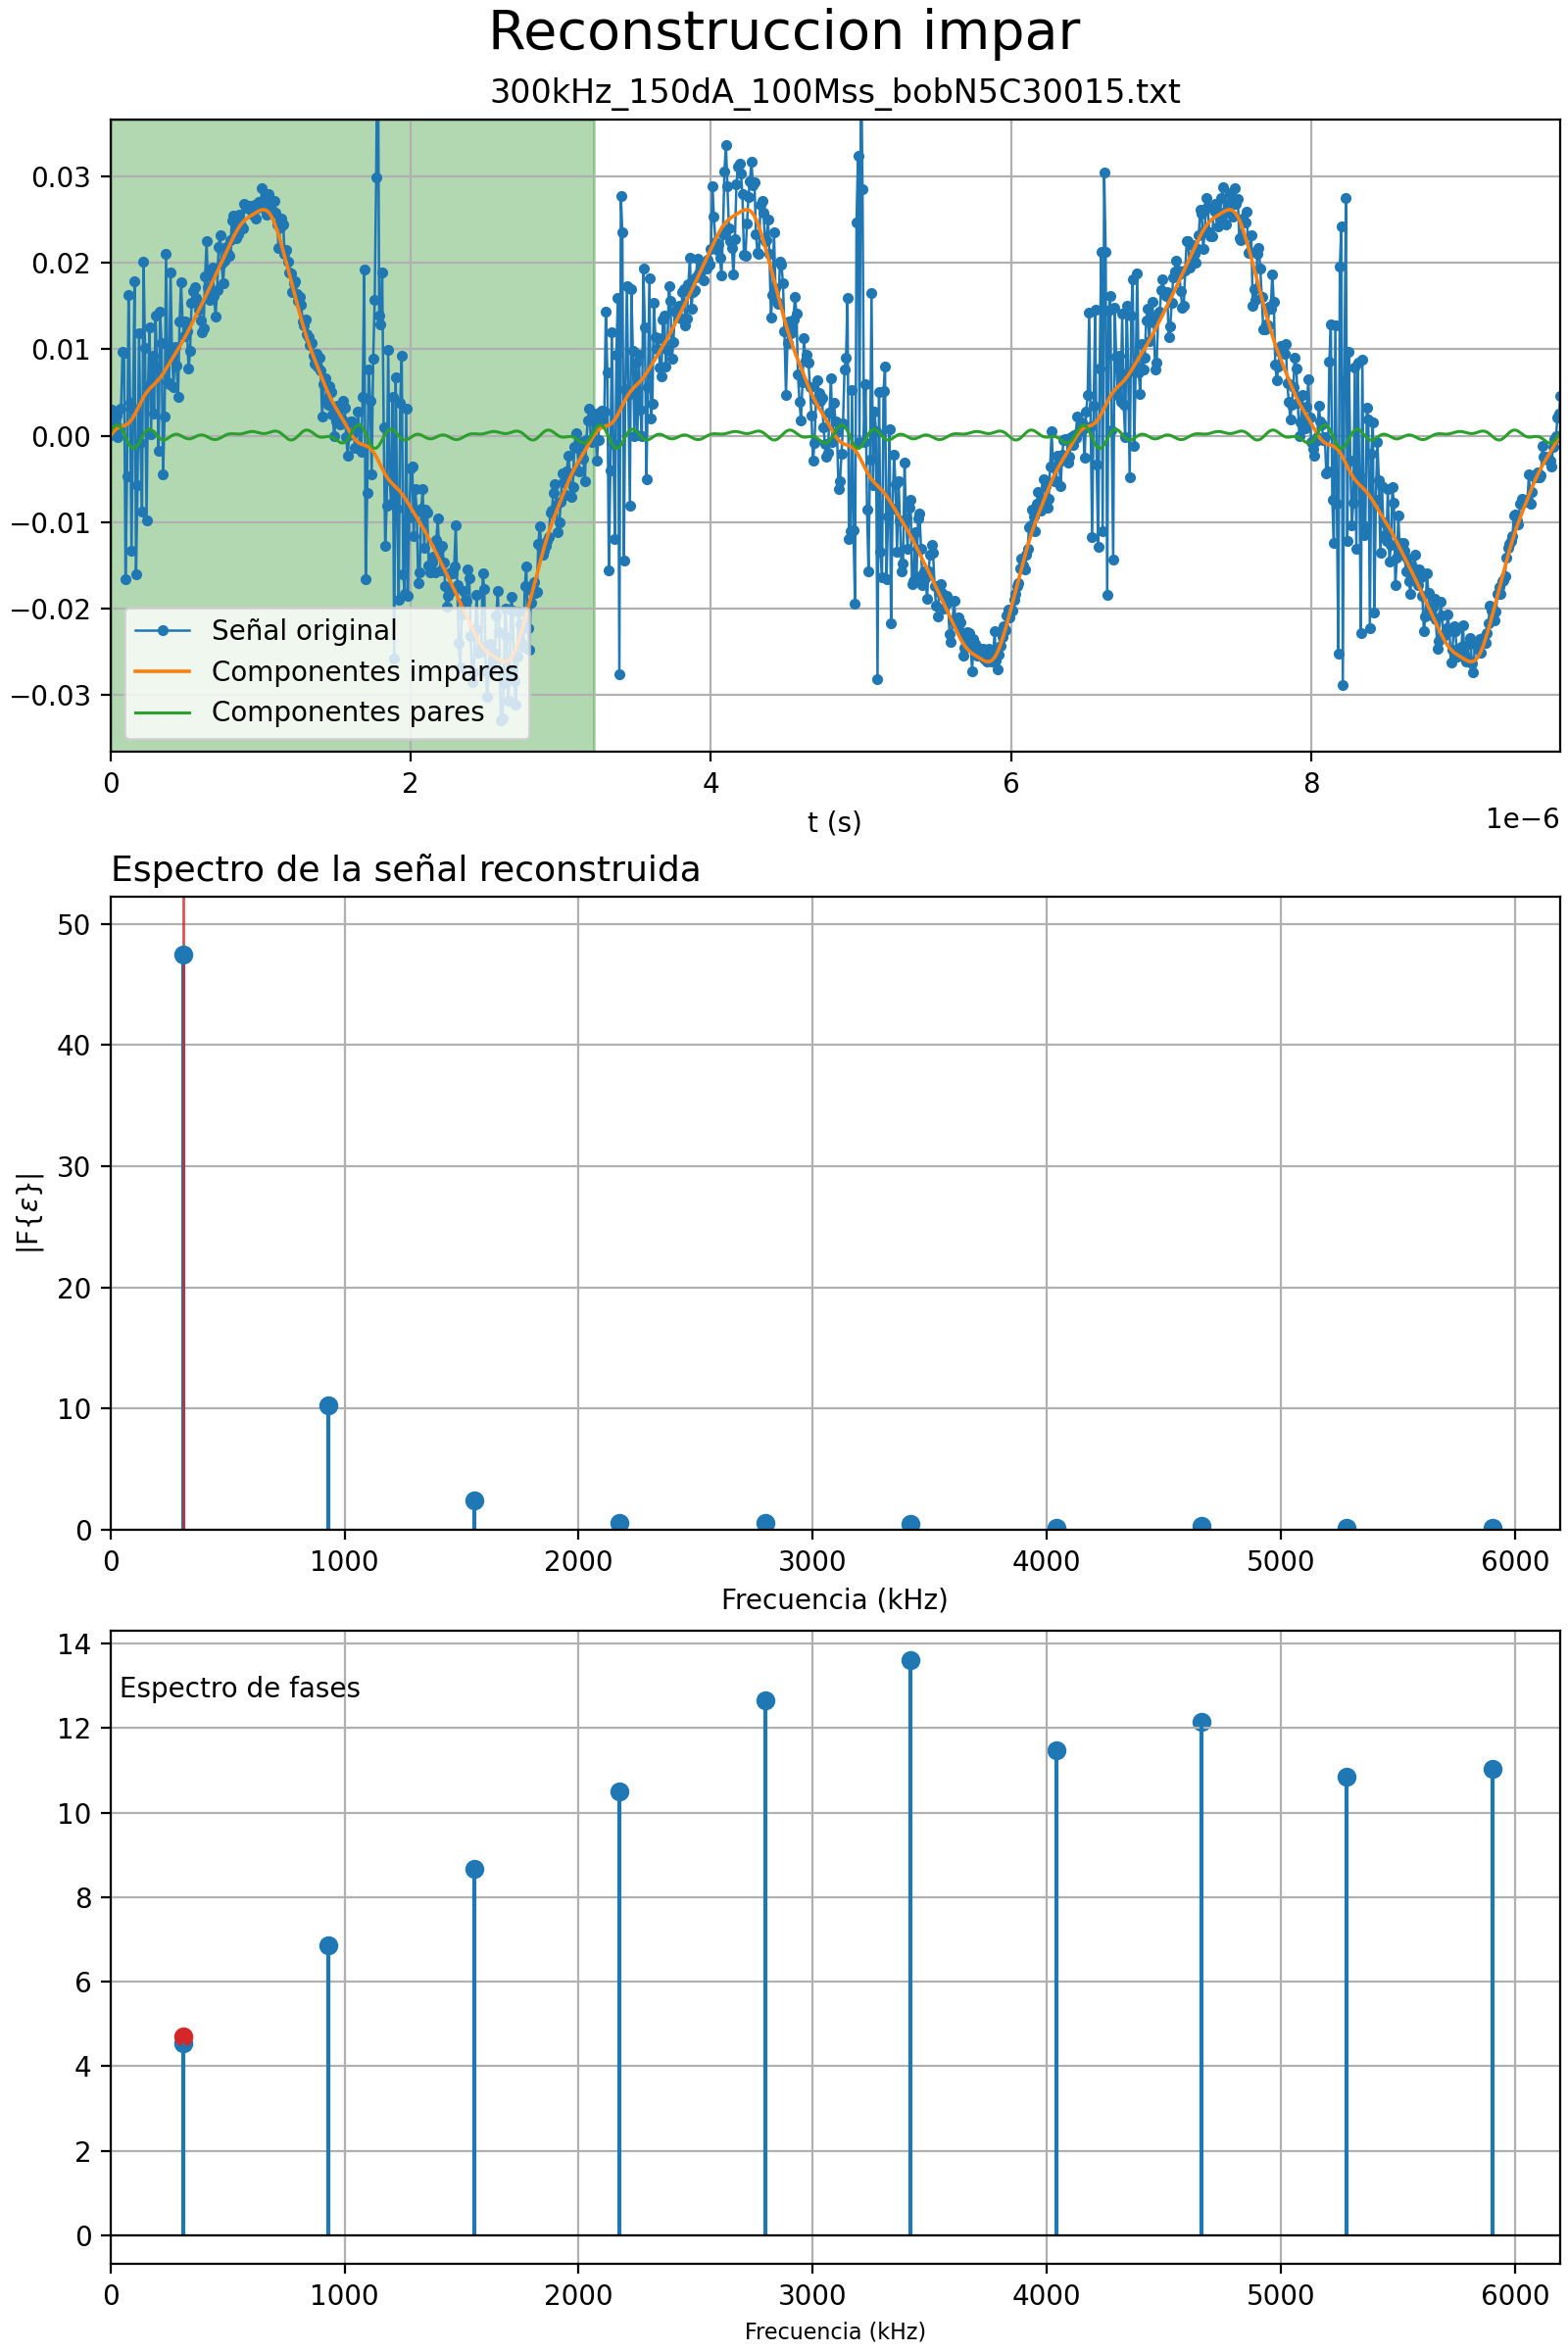 Reconstruccion impar
300kHz_150dA_100Mss_bobN5C30015.txt
0.03
0.02
0.01
0.00
−0.01
−0.02
−0.03
Señal original
Componentes impares
Componentes pares
0 2 4 6 8
t (s)
1e−6
Espectro de la señal reconstruida
50
40
30
20
10
0
|F{ε}|
0 1000 2000 3000 4000 5000 6000
Frecuencia (kHz)
14
Espectro de fases
12
10
8
6
4
2
0
0 1000 2000 3000 4000 5000 6000
Frecuencia (kHz)